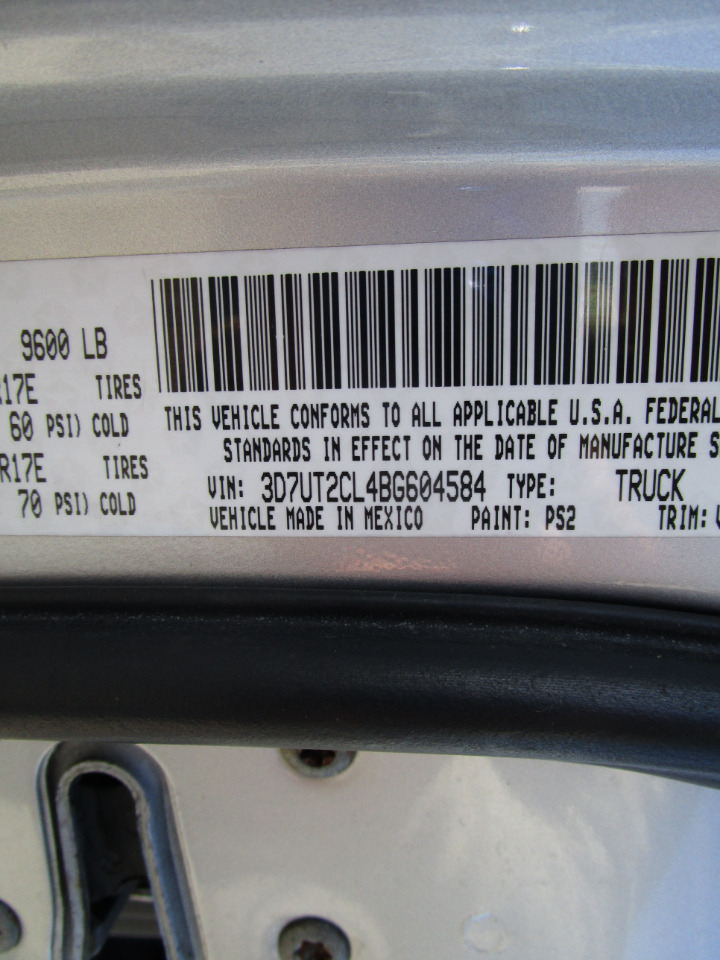 9600 LB
R17E TIRES
60 PSI) COLD
R17E TIRES
70 PSI) COLD
THIS VEHICLE CONFORMS TO ALL APPLICABLE U.S.A. FEDERAL
STANDARDS IN EFFECT ON THE DATE OF MANUFACTURE S
VIN: 3D7UT2CL4BG604584 TYPE: TRUCK
VEHICLE MADE IN MEXICO PAINT: PS2 TRIM: